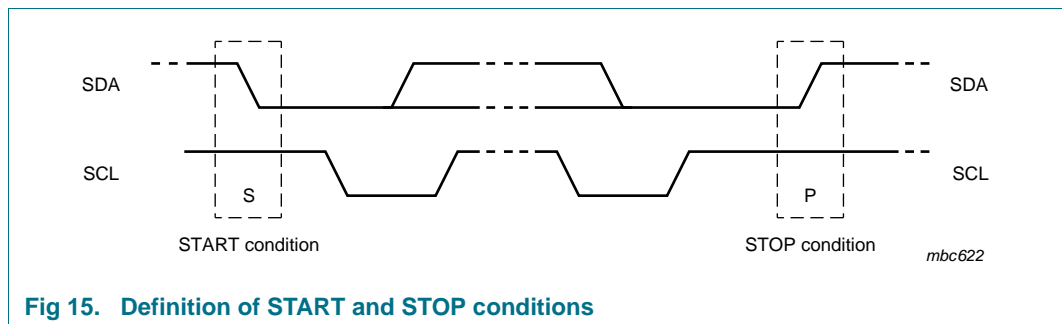 SDA
SDA
SCL
SCL
S
P
START condition
STOP condition
mbc622
Fig 15. Definition of START and STOP conditions